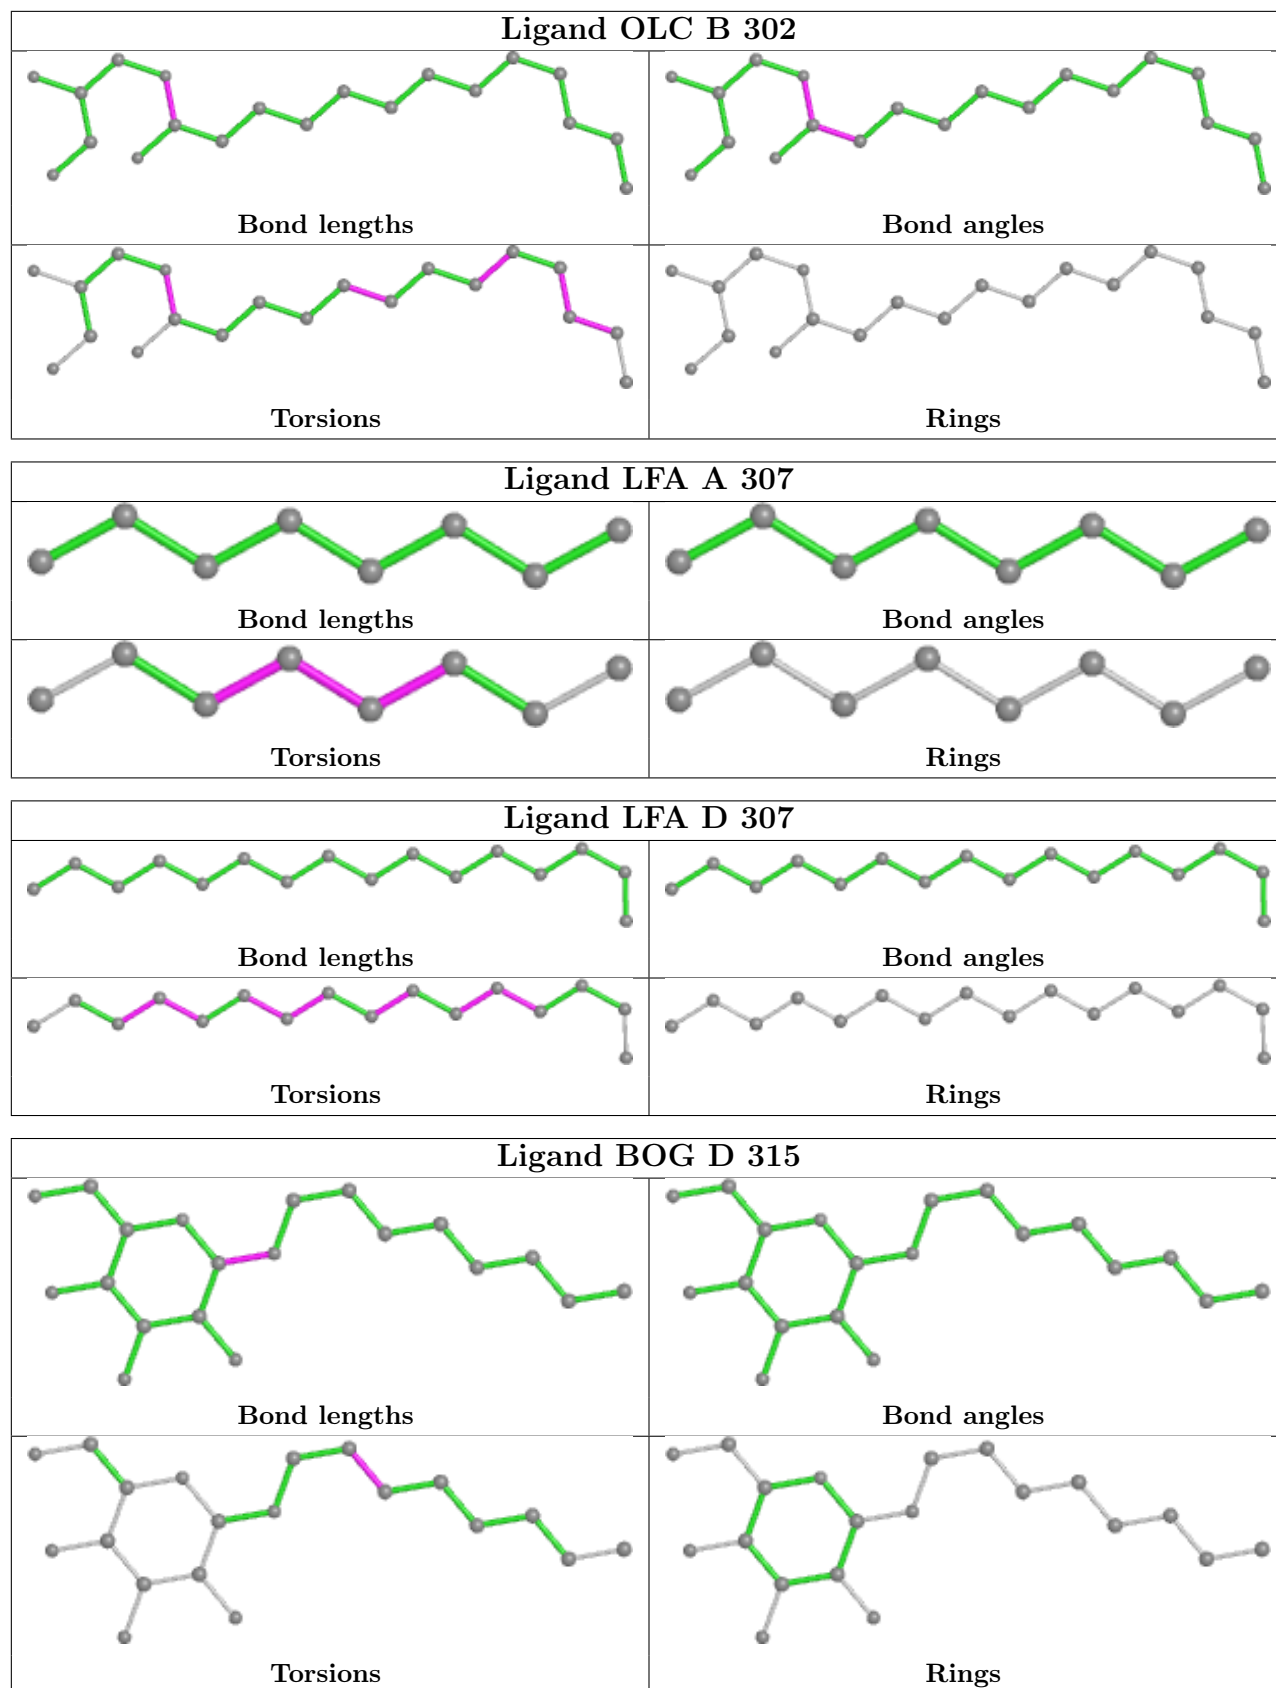 Ligand OLC B 302
Bond lengths
Bond angles
Torsions
Rings
Ligand LFA A 307
Bond lengths
Bond angles
Torsions
Rings
Ligand LFA D 307
Bond lengths
Bond angles
Torsions
Rings
Ligand BOG D 315
Bond lengths
Bond angles
Torsions
Rings